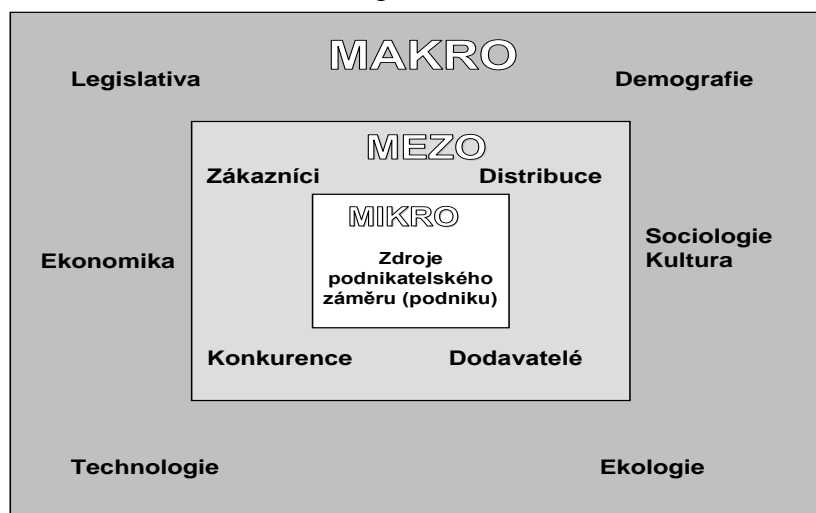 MAKRO
Legislativa
Demografie
MEZO
Zákazníci
Distribuce
MIKRO
Zdroje
podnikatelského
záměru (podniku)
Ekonomika
Sociologie
Kultura
Konkurence
Dodavatelé
Technologie
Ekologie